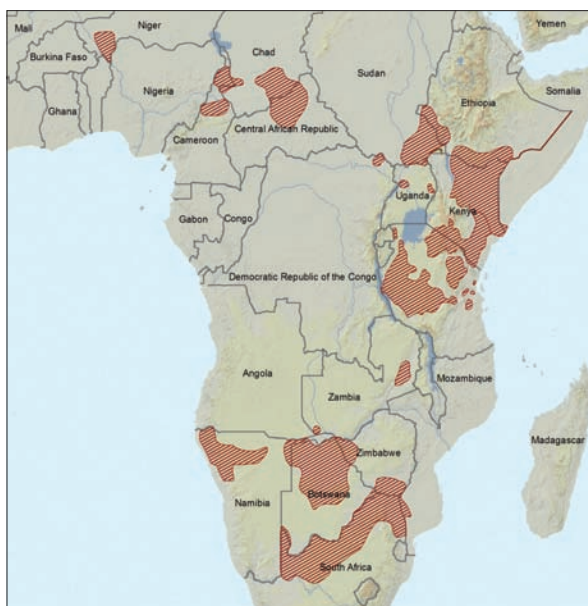 Mali
Niger
Yemen
Burkina Faso
Chad
Sudan
Nigeria
Ethiopia
Somalia
Ghana
Cameroon
Central African Republic
Uganda
Kenya
Gabon
Congo
Democratic Republic of the Congo
Angola
Zambia
Mozambique
Madagascar
Zimbabwe
Namibia
Botswana
South Africa